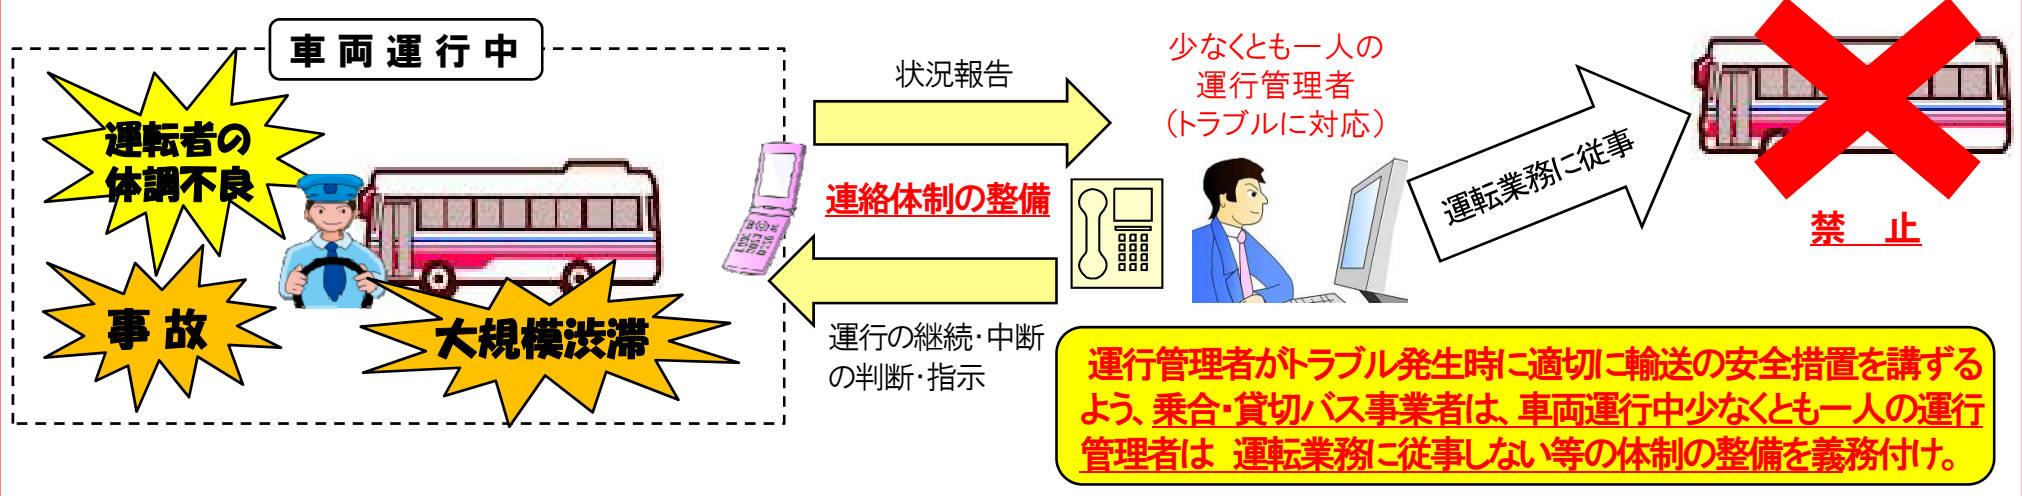 車両運行中
運転者の
体調不良
事故
大規模渋滞
状況報告
連絡体制の整備
運行の継続・中断
の判断・指示
少なくとも一人の
運行管理者
（トラブルに対応）
運転業務に従事
禁　止
運行管理者がトラブル発生時に適切に輸送の安全措置を講ずる
よう、乗合・貸切バス事業者は、車両運行中少なくとも一人の運行
管理者は　運転業務に従事しない等の体制の整備を義務付け。